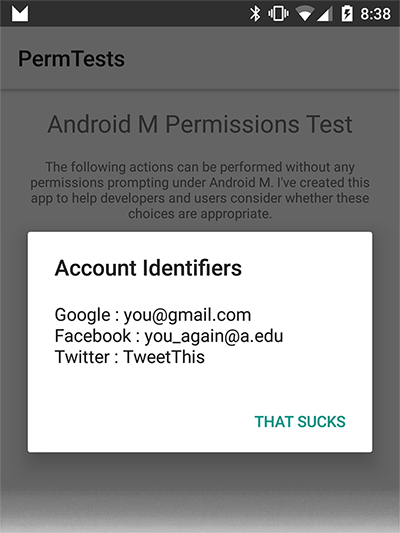 8:38
PermTests
Android M Permissions Test
The following actions can be performed without any
permissions prompting under Android M. I've created this
app to help developers and users consider whether these
choices are appropriate.
Account Identifiers
Google : you@gmail.com
Facebook : you_again@a.edu
Twitter : TweetThis
THAT SUCKS